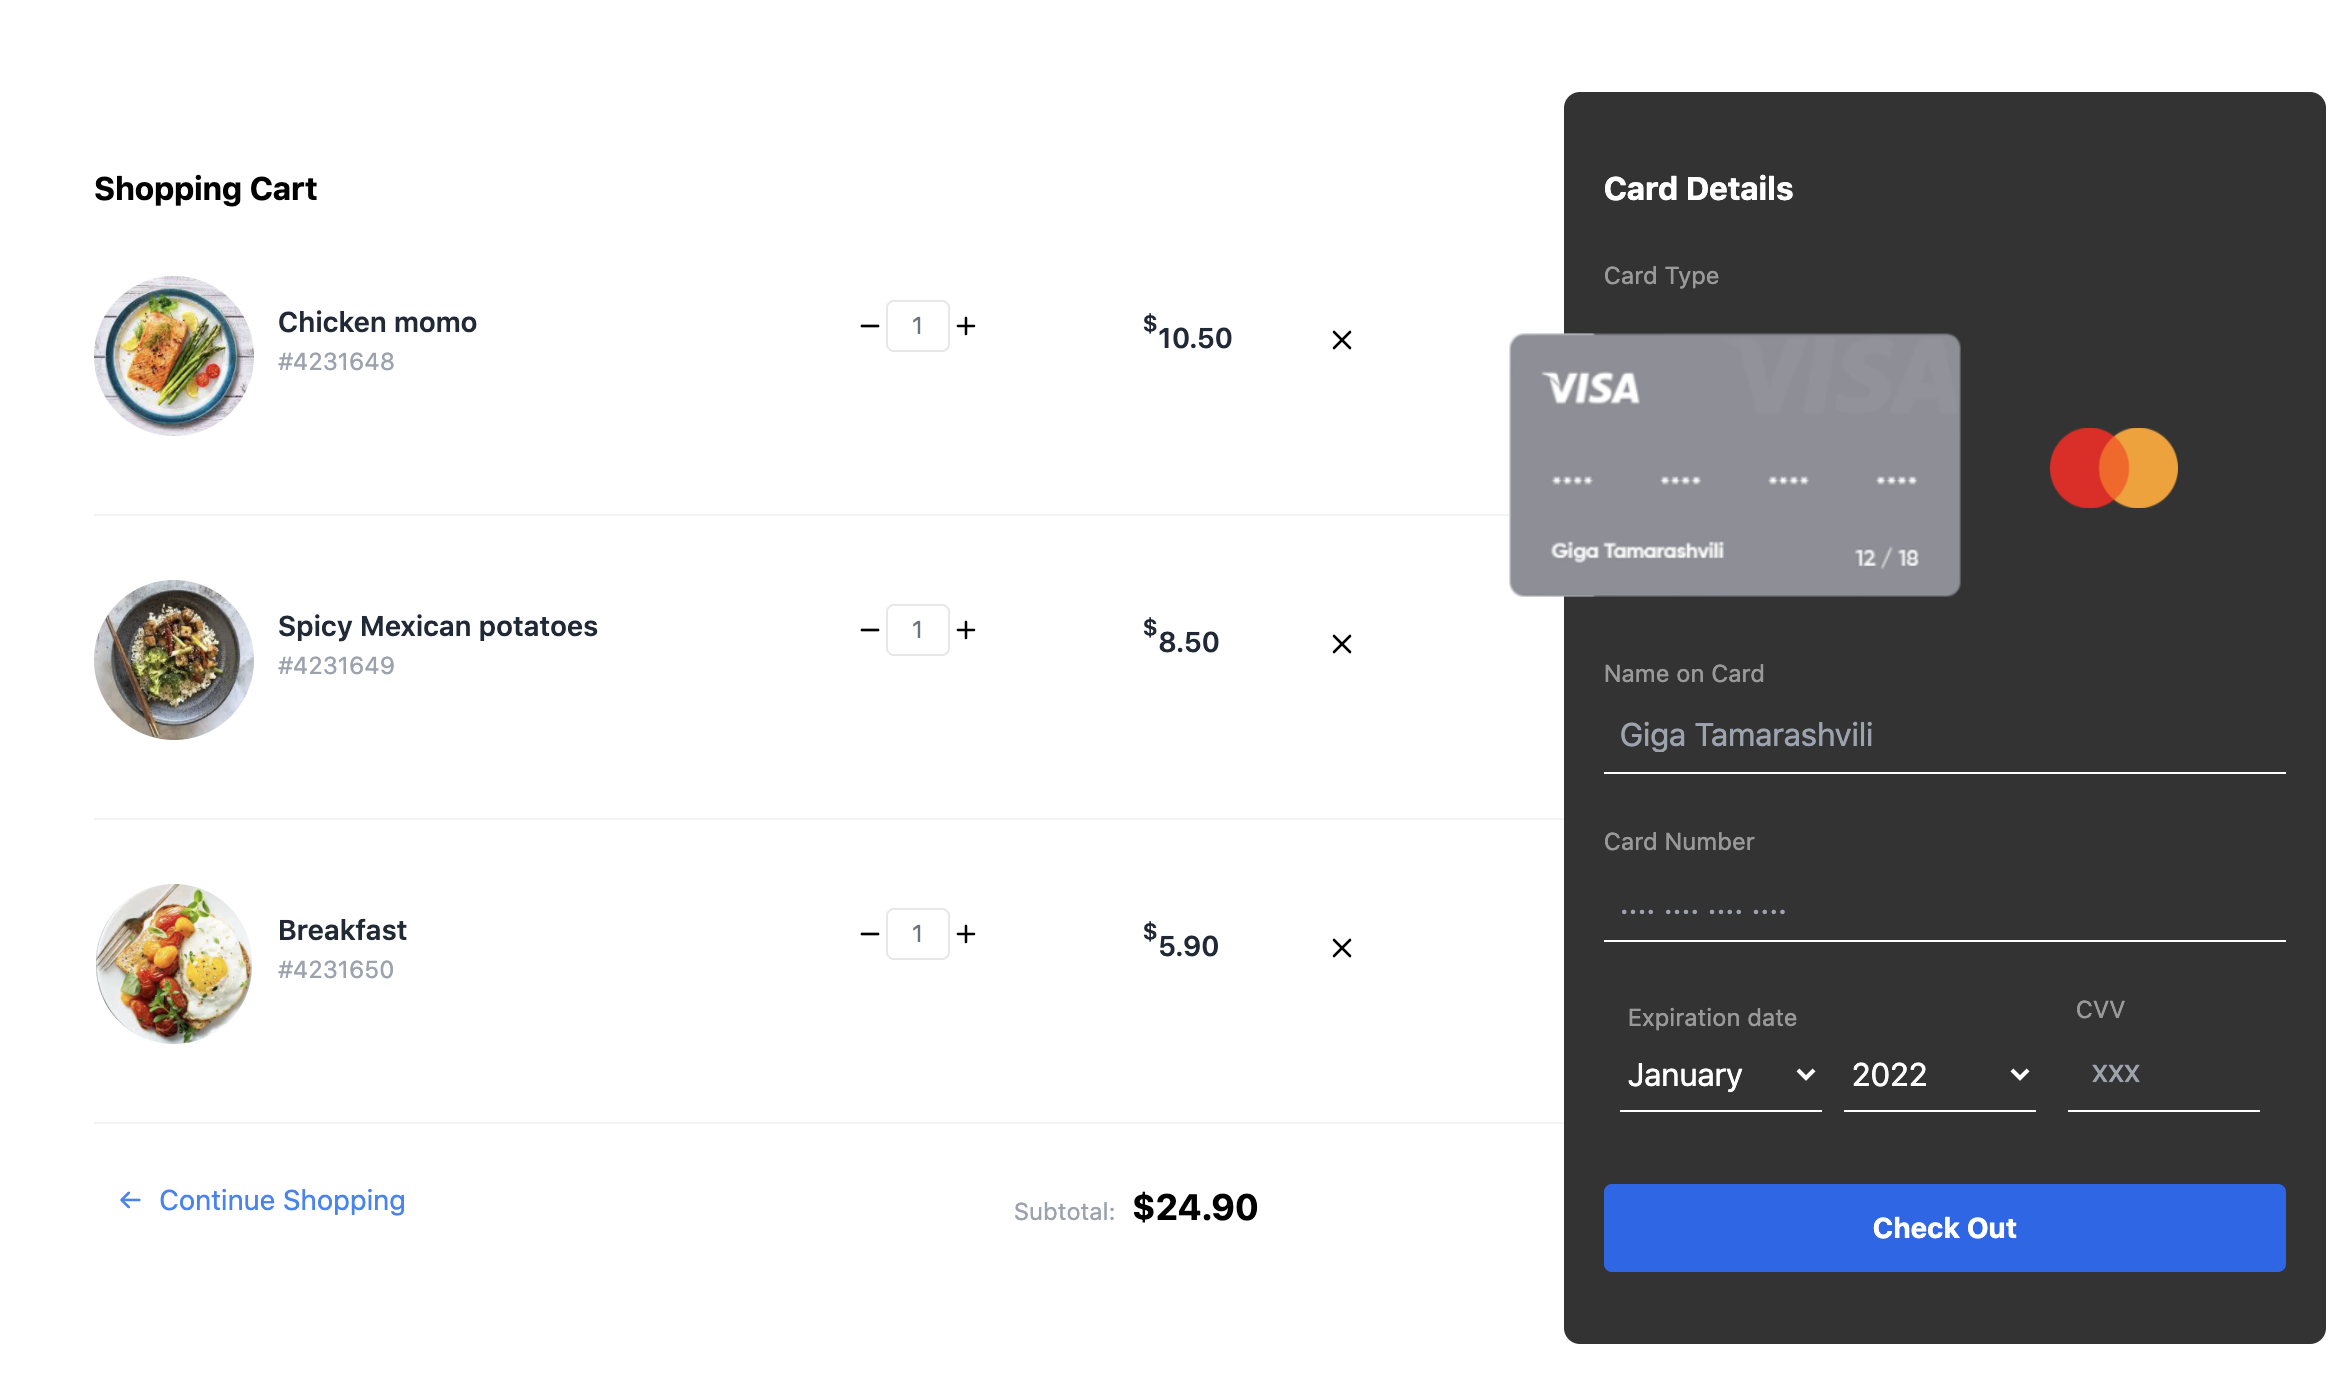 Shopping Cart
Chicken momo
#4231648
1
$10.50
Spicy Mexican potatoes
#4231649
1
$8.50
Breakfast
#4231650
1
$5.90
Continue Shopping
Subtotal: $24.90
Card Details
Card Type
VISA
VISA
•••• •••• •••• ••••
Giga Tamarashvili
12 / 18
Name on Card
Giga Tamarashvili
Card Number
.... .... .... ....
Expiration date
January
2022
CVV
XXX
Check Out